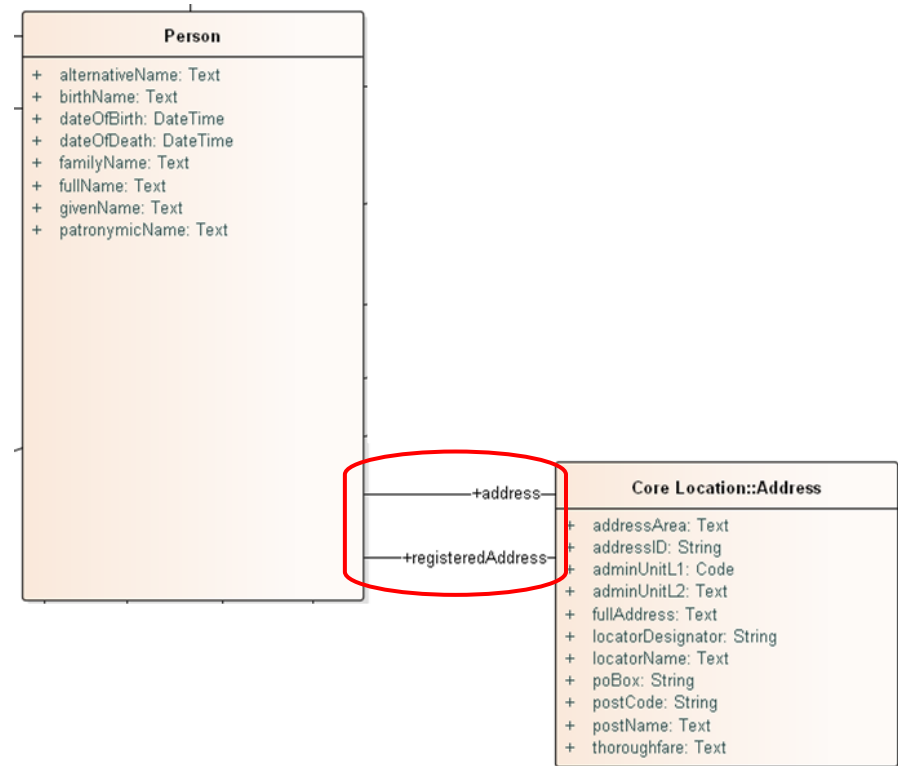 Person
+ alternativeName: Text
+ birthName: Text
+ dateOfBirth: DateTime
+ dateOfDeath: DateTime
+ familyName: Text
+ fullName: Text
+ givenName: Text
+ patronymicName: Text
+address
+registeredAddress
Core Location::Address
+ addressArea: Text
+ addressID: String
+ adminUnitL1: Code
+ adminUnitL2: Text
+ fullAddress: Text
+ locatorDesignator: String
+ locatorName: Text
+ poBox: String
+ postCode: String
+ postName: Text
+ thoroughfare: Text